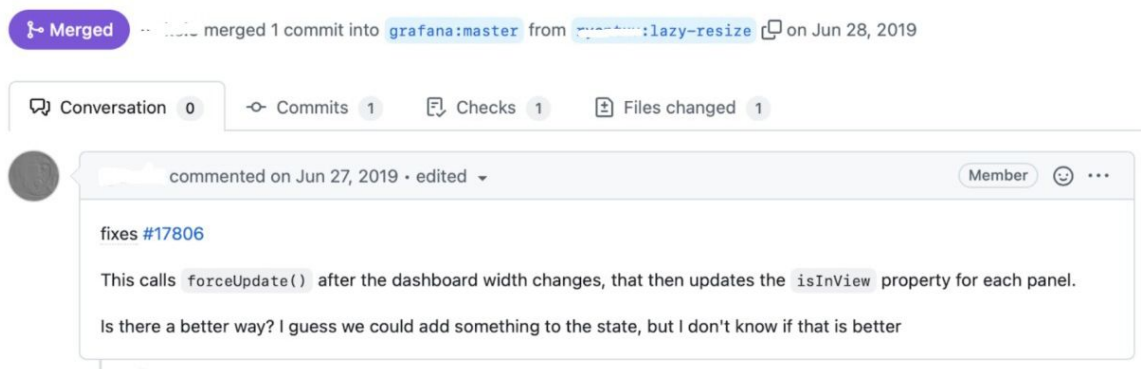 Merged merged 1 commit into grafana:master from :lazy-resize on Jun 28, 2019
Conversation 0 Commits 1 Checks 1 Files changed 1
commented on Jun 27, 2019 • edited Member
fixes #17806
This calls forceUpdate() after the dashboard width changes, that then updates the isInView property for each panel.
Is there a better way? I guess we could add something to the state, but I don't know if that is better